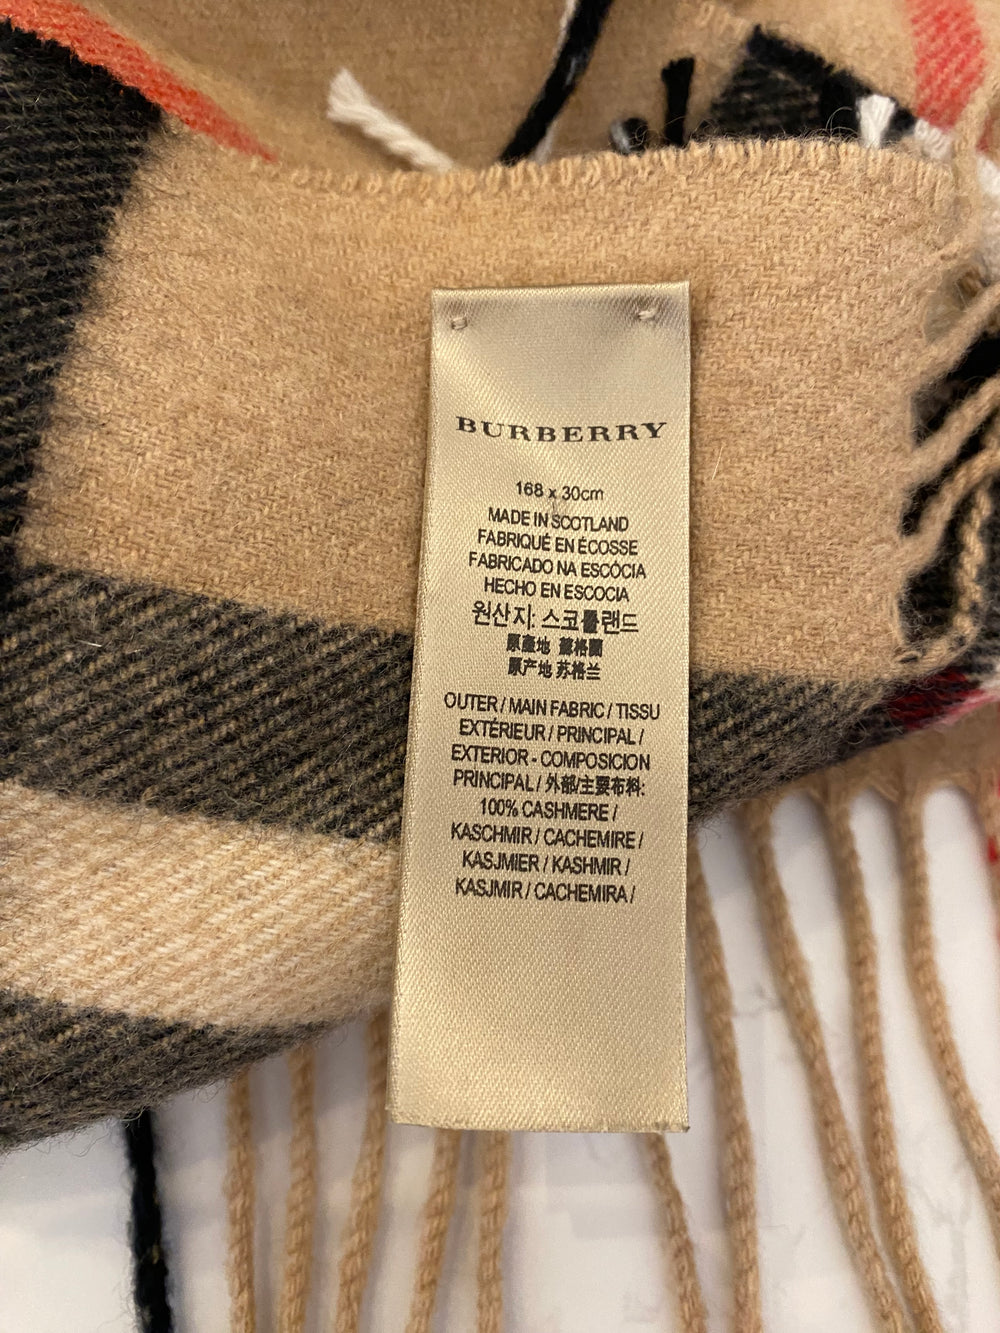 BURBERRY
168 x 30cm
MADE IN SCOTLAND
FABRIQUÉ EN ÉCOSSE
FABRICADO NA ESCÓCIA
HECHO EN ESCOCIA
원산지: 스코틀랜드
原產地 蘇格蘭
原产地 苏格兰
OUTER / MAIN FABRIC / TISSU
EXTÉRIEUR / PRINCIPAL /
EXTERIOR - COMPOSICION
PRINCIPAL / 外部/主要布料:
100% CASHMERE /
KASCHMIR / CACHEMIRE /
KASJMIER / KASHMIR /
KASJMIR / CACHEMIRA /